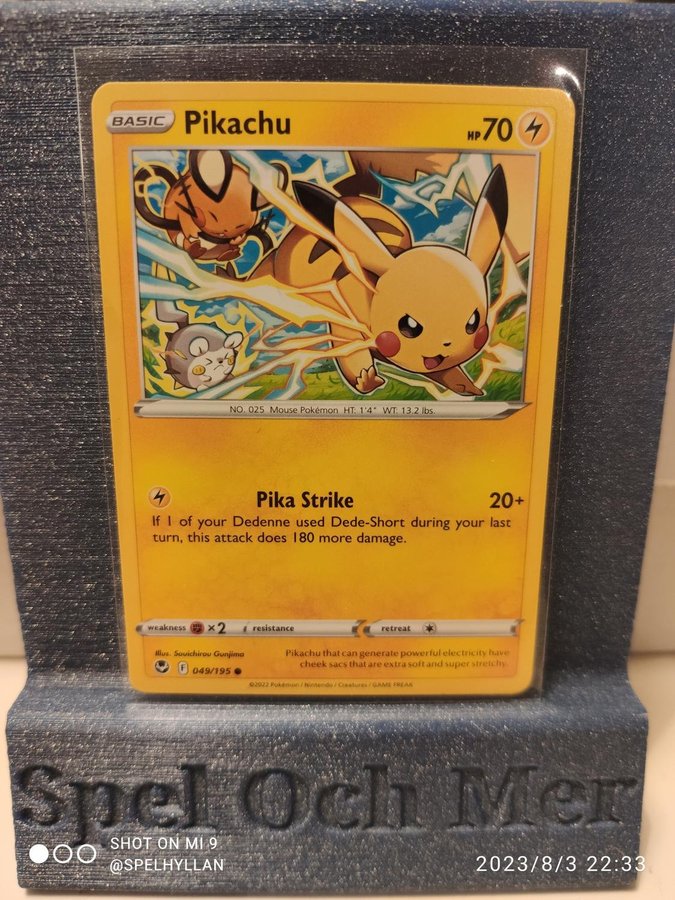 BASIC Pikachu HP 70
NO. 025 Mouse Pokémon HT. 1'4" WT. 13.2 lbs.
Pika Strike 20+
If 1 of your Dedenne used Dede-Short during your last
turn, this attack does 180 more damage.
weakness ×2 resistance retreat
Illus. Souichirou Gunjima
F 049/195
Pikachu that can generate powerful electricity have
cheek sacs that are extra soft and super stretchy.
©2022 Pokémon / Nintendo / Creatures / GAME FREAK
Spel Och Mer
SHOT ON MI 9
@SPELHYLLAN
2023/8/3 22:33